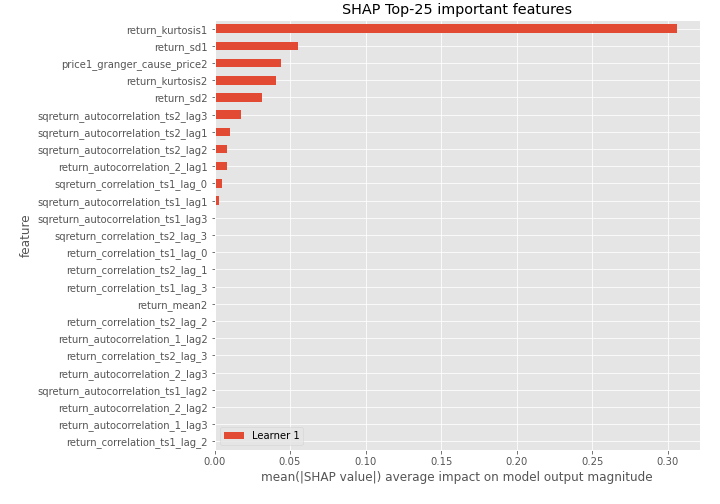 SHAP Top-25 important features
return_kurtosis1
return_sd1
price1_granger_cause_price2
return_kurtosis2
return_sd2
sqreturn_autocorrelation_ts2_lag3
sqreturn_autocorrelation_ts2_lag1
sqreturn_autocorrelation_ts2_lag2
return_autocorrelation_2_lag1
sqreturn_correlation_ts1_lag_0
sqreturn_autocorrelation_ts1_lag1
sqreturn_autocorrelation_ts1_lag3
sqreturn_correlation_ts2_lag_3
return_correlation_ts1_lag_0
return_correlation_ts2_lag_1
return_correlation_ts1_lag_3
return_mean2
return_correlation_ts2_lag_2
return_autocorrelation_1_lag2
return_correlation_ts2_lag_3
return_autocorrelation_2_lag3
sqreturn_autocorrelation_ts1_lag2
return_autocorrelation_2_lag2
return_autocorrelation_1_lag3
return_correlation_ts1_lag_2
feature
Learner 1
0.00 0.05 0.10 0.15 0.20 0.25 0.30
mean(|SHAP value|) average impact on model output magnitude